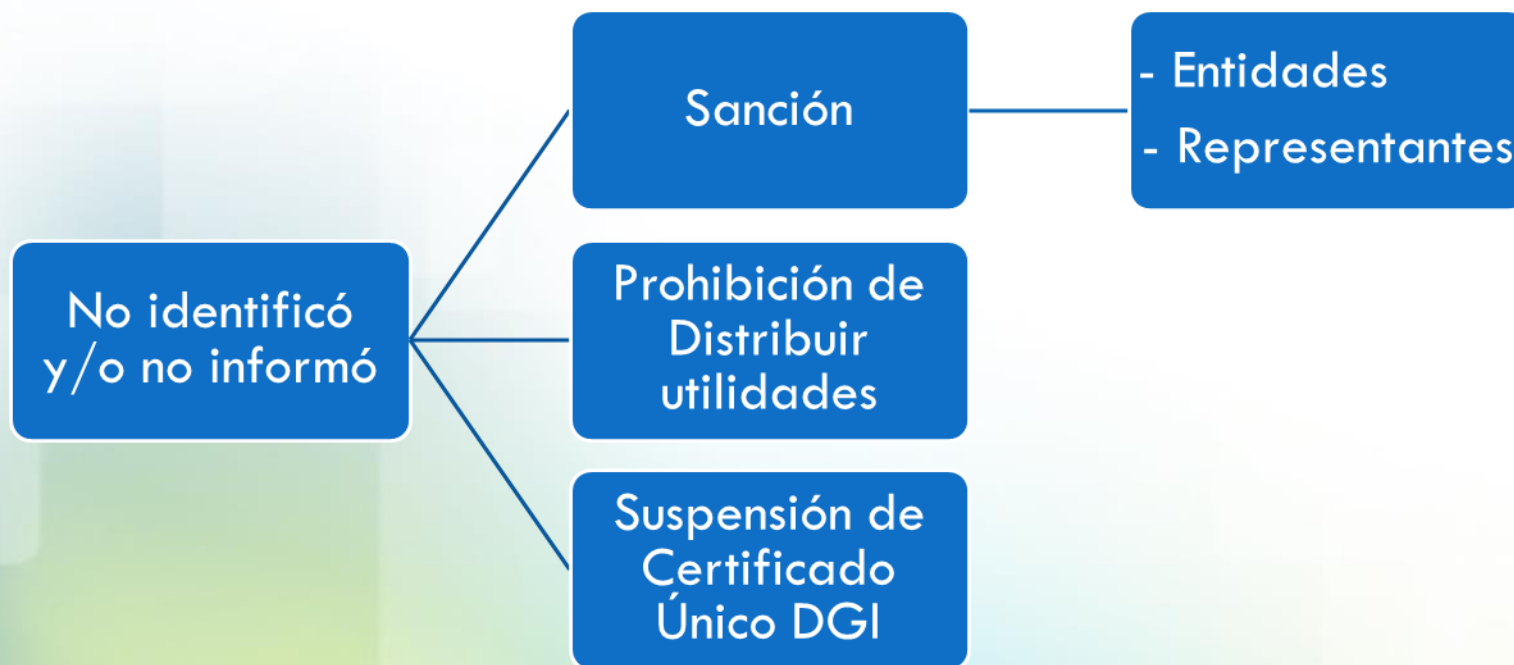 No identificó
y/o no informó
Sanción
- Entidades
- Representantes
Prohibición de
Distribuir
utilidades
Suspensión de
Certificado
Único DGI